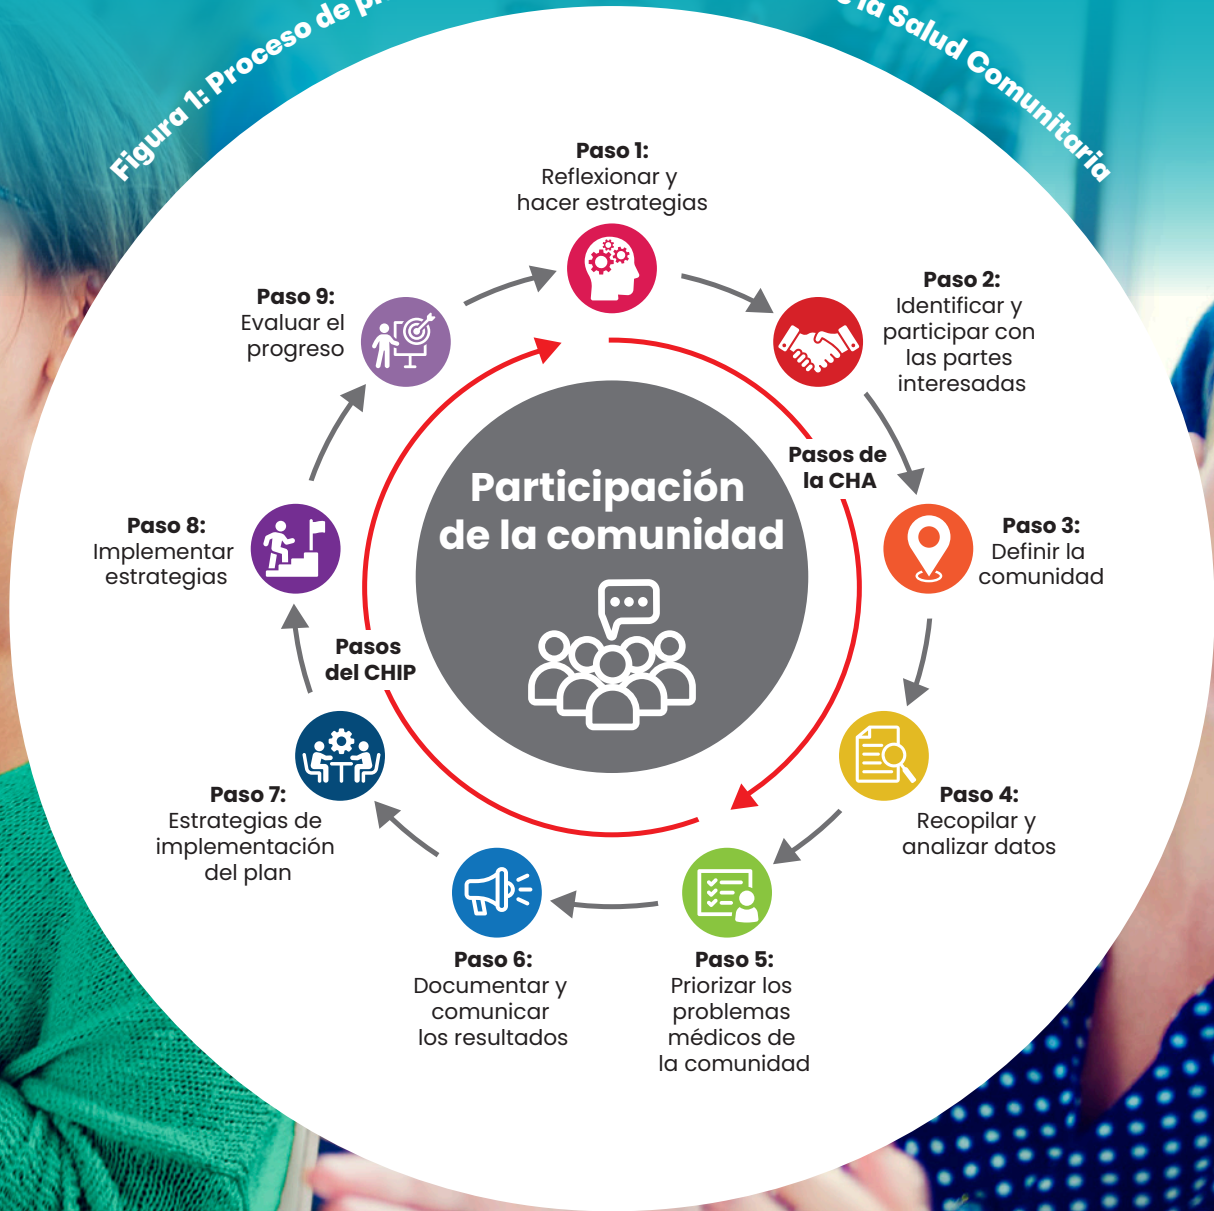 Figura 1: Proceso de
la Salud Comunitaria
Paso 1:
Reflexionar y
hacer estrategias
Paso 2:
Identificar y
participar con
las partes
interesadas
Paso 3:
Definir la
comunidad
Paso 4:
Recopilar y
analizar datos
Paso 5:
Priorizar los
problemas
médicos de
la comunidad
Paso 6:
Documentar y
comunicar
los resultados
Paso 7:
Estrategias de
implementación
del plan
Paso 8:
Implementar
estrategias
Paso 9:
Evaluar el
progreso
Pasos de
la CHA
Pasos
del CHIP
Participación
de la comunidad